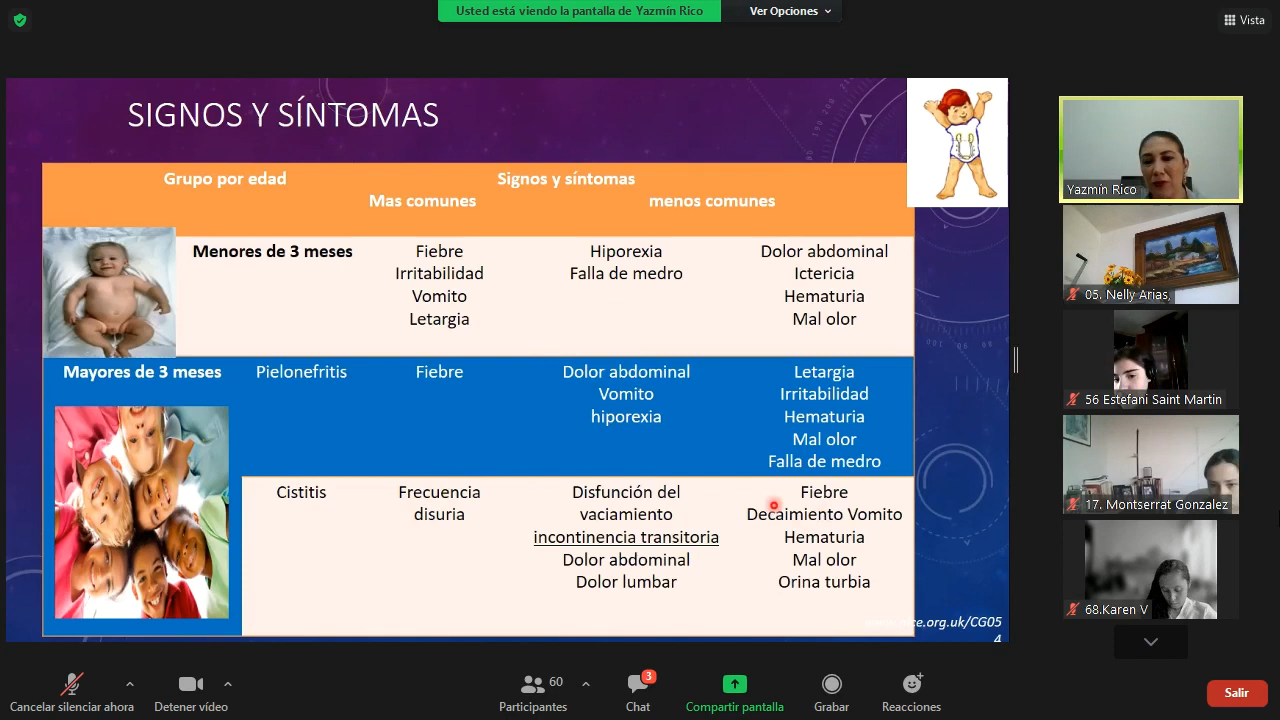 Usted está viendo la pantalla de Yazmín Rico
Ver Opciones
Vista
SIGNOS Y SÍNTOMAS
Grupo por edad
Signos y síntomas
Mas comunes
menos comunes
Menores de 3 meses
Fiebre
Irritabilidad
Vomito
Letargia
Hiporexia
Falla de medro
Dolor abdominal
Ictericia
Hematuria
Mal olor
Mayores de 3 meses
Pielonefritis
Fiebre
Dolor abdominal
Vomito
hiporexia
Letargia
Irritabilidad
Hematuria
Mal olor
Falla de medro
Cistitis
Frecuencia
disuria
Disfunción del
vaciamiento
incontinencia transitoria
Dolor abdominal
Dolor lumbar
Fiebre
Decaimiento Vomito
Hematuria
Mal olor
Orina turbia
.org.uk/CG05
4
Yazmín Rico
05. Nelly Arias,
56 Estefani Saint Martin
17. Montserrat Gonzalez
68.Karen V
Cancelar silenciar ahora
Detener vídeo
60
Participantes
3
Chat
Compartir pantalla
Grabar
Reacciones
Salir